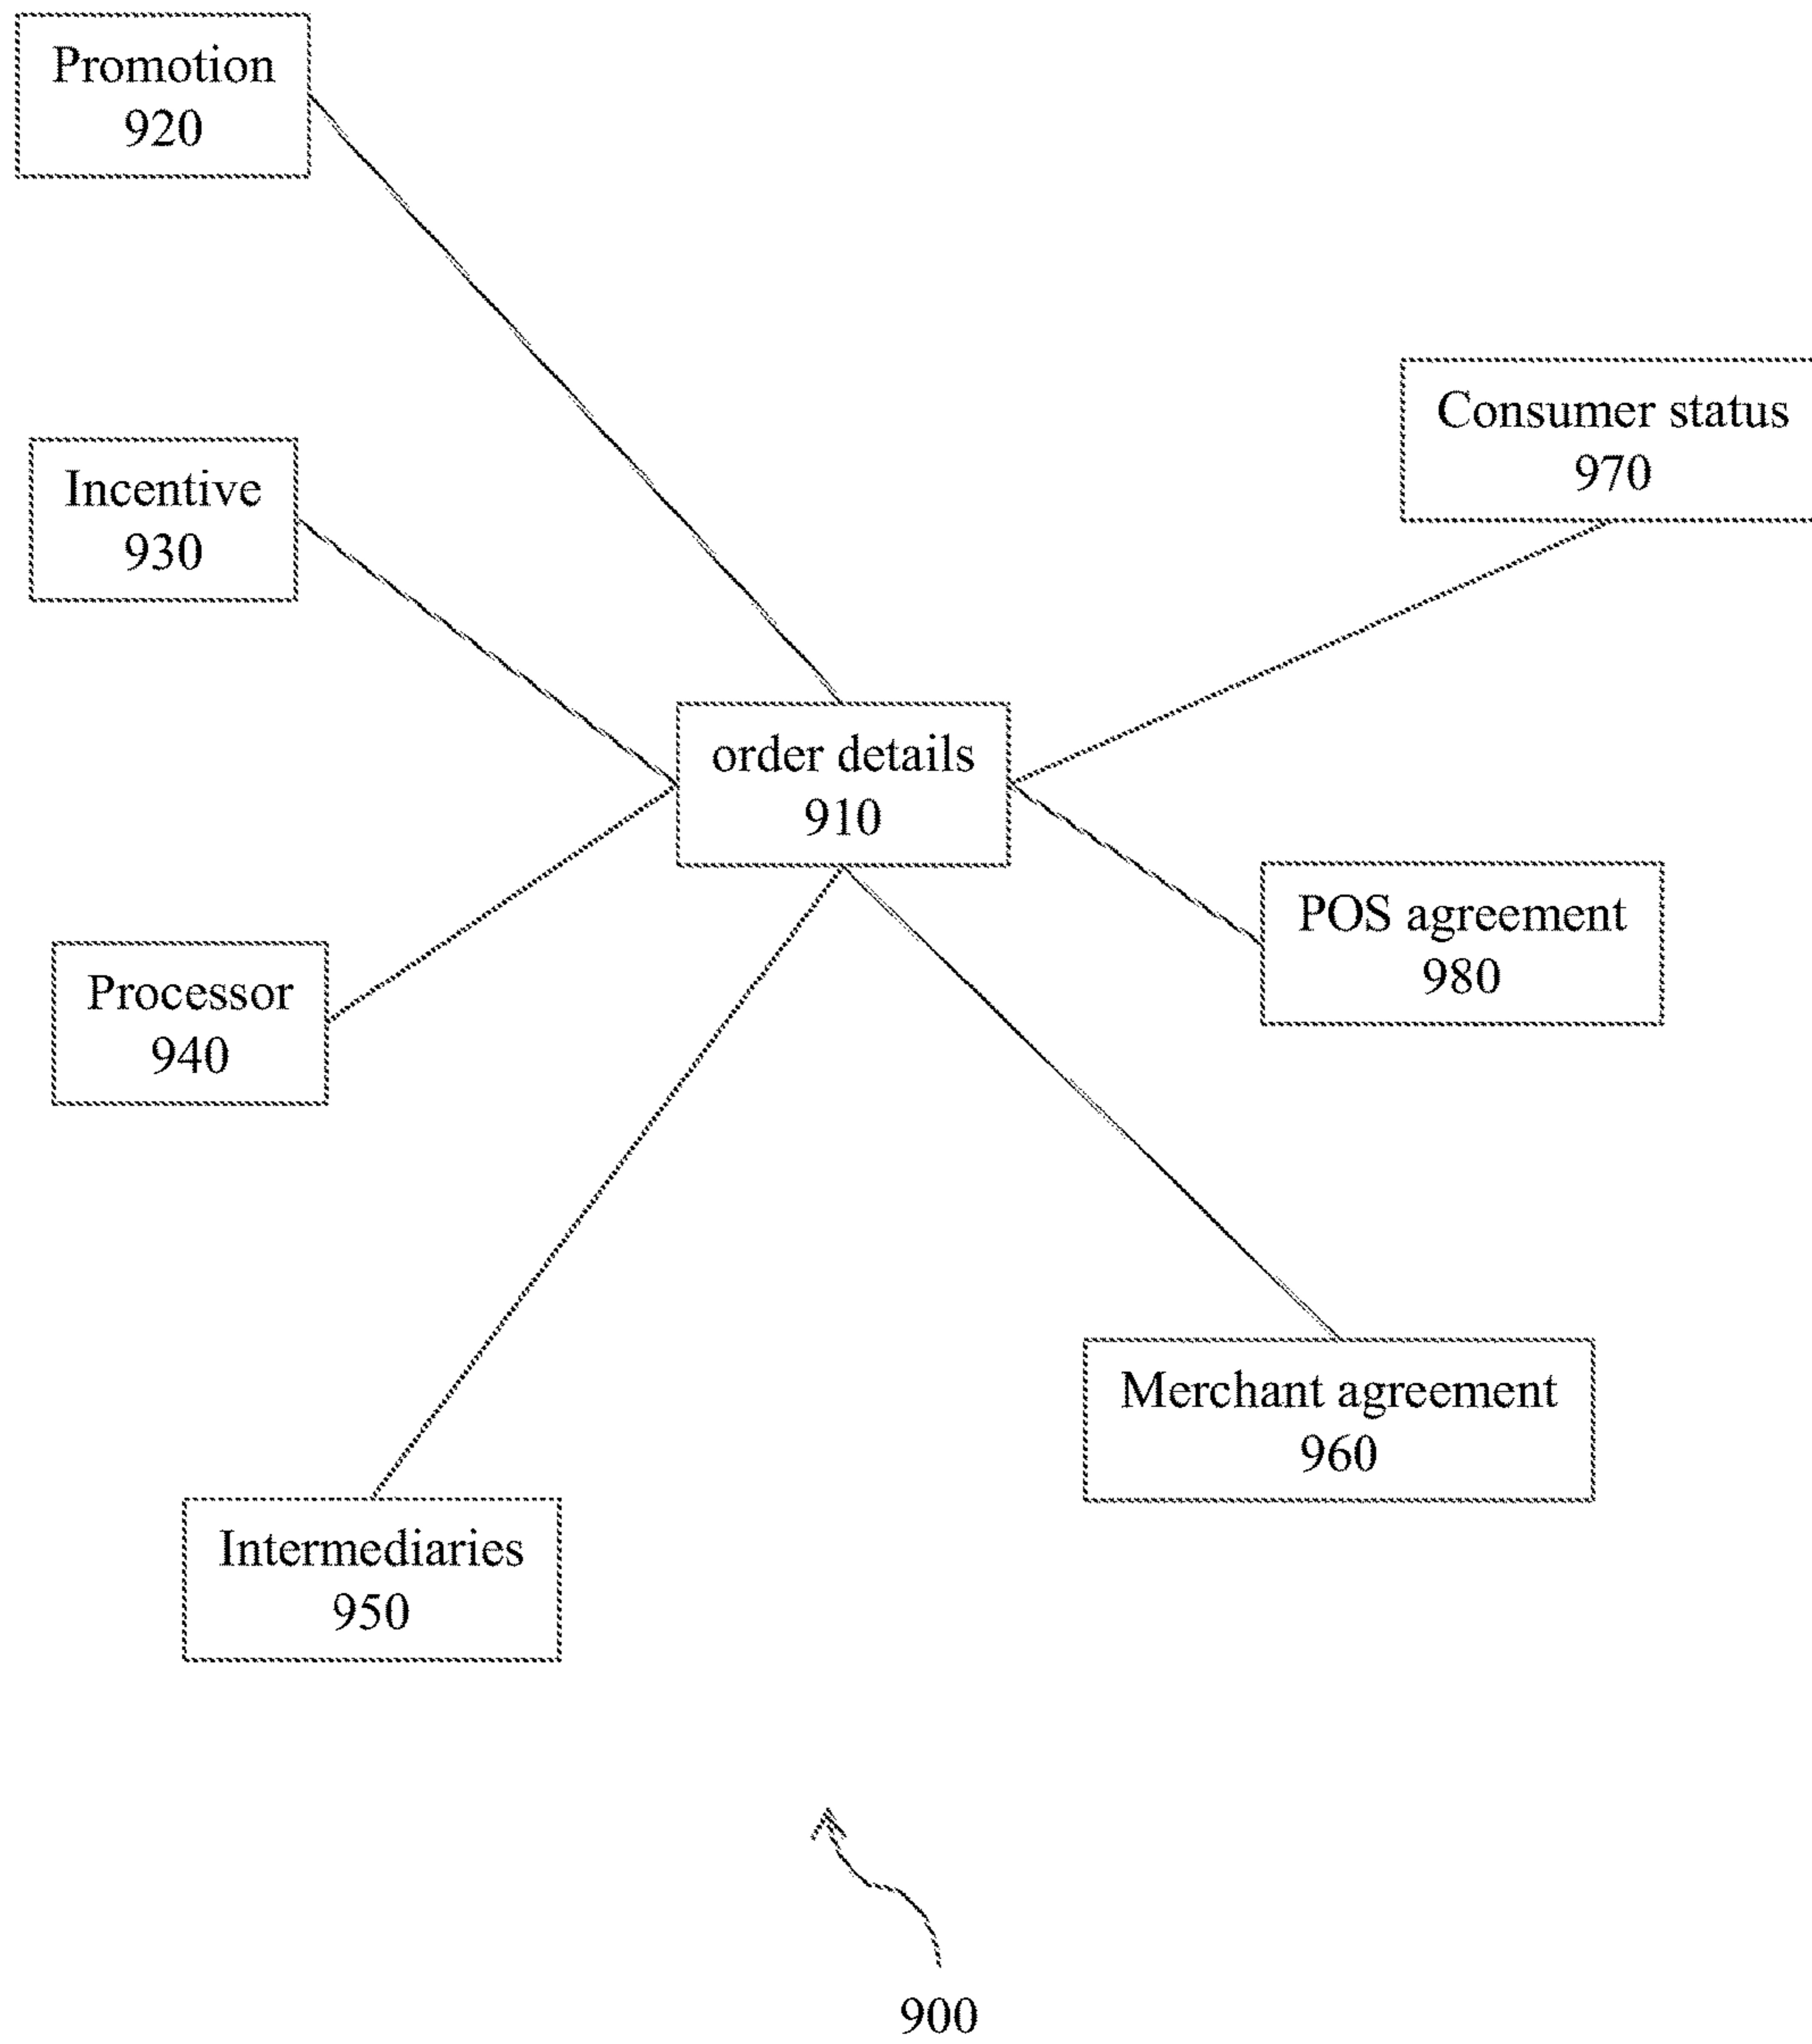 Promotion
920
Consumer status
970
Incentive
930
order details
910
POS agreement
980
Processor
940
Merchant agreement
960
Intermediaries
950
900